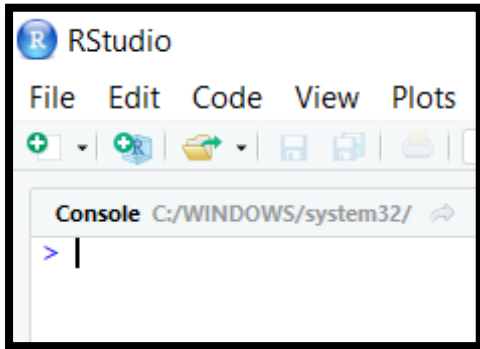 R RStudio
File Edit Code View Plots
R
Console C:/WINDOWS/system32/
>